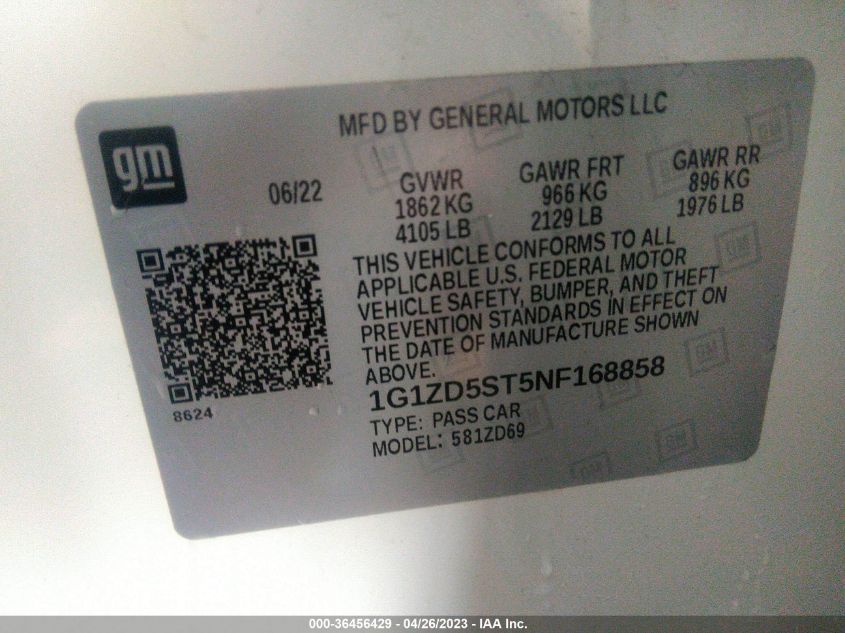 MFD BY GENERAL MOTORS LLC
gm
06/22
GVWR
1862 KG
4105 LB
GAWR FRT
966 KG
2129 LB
GAWR RR
896 KG
1976 LB
THIS VEHICLE CONFORMS TO ALL
APPLICABLE U.S. FEDERAL MOTOR
VEHICLE SAFETY, BUMPER, AND THEFT
PREVENTION STANDARDS IN EFFECT ON
THE DATE OF MANUFACTURE SHOWN
ABOVE.
8624
1G1ZD5ST5NF168858
TYPE: PASS CAR
MODEL: 581ZD69
000-36456429 - 04/26/2023 - IAA Inc.